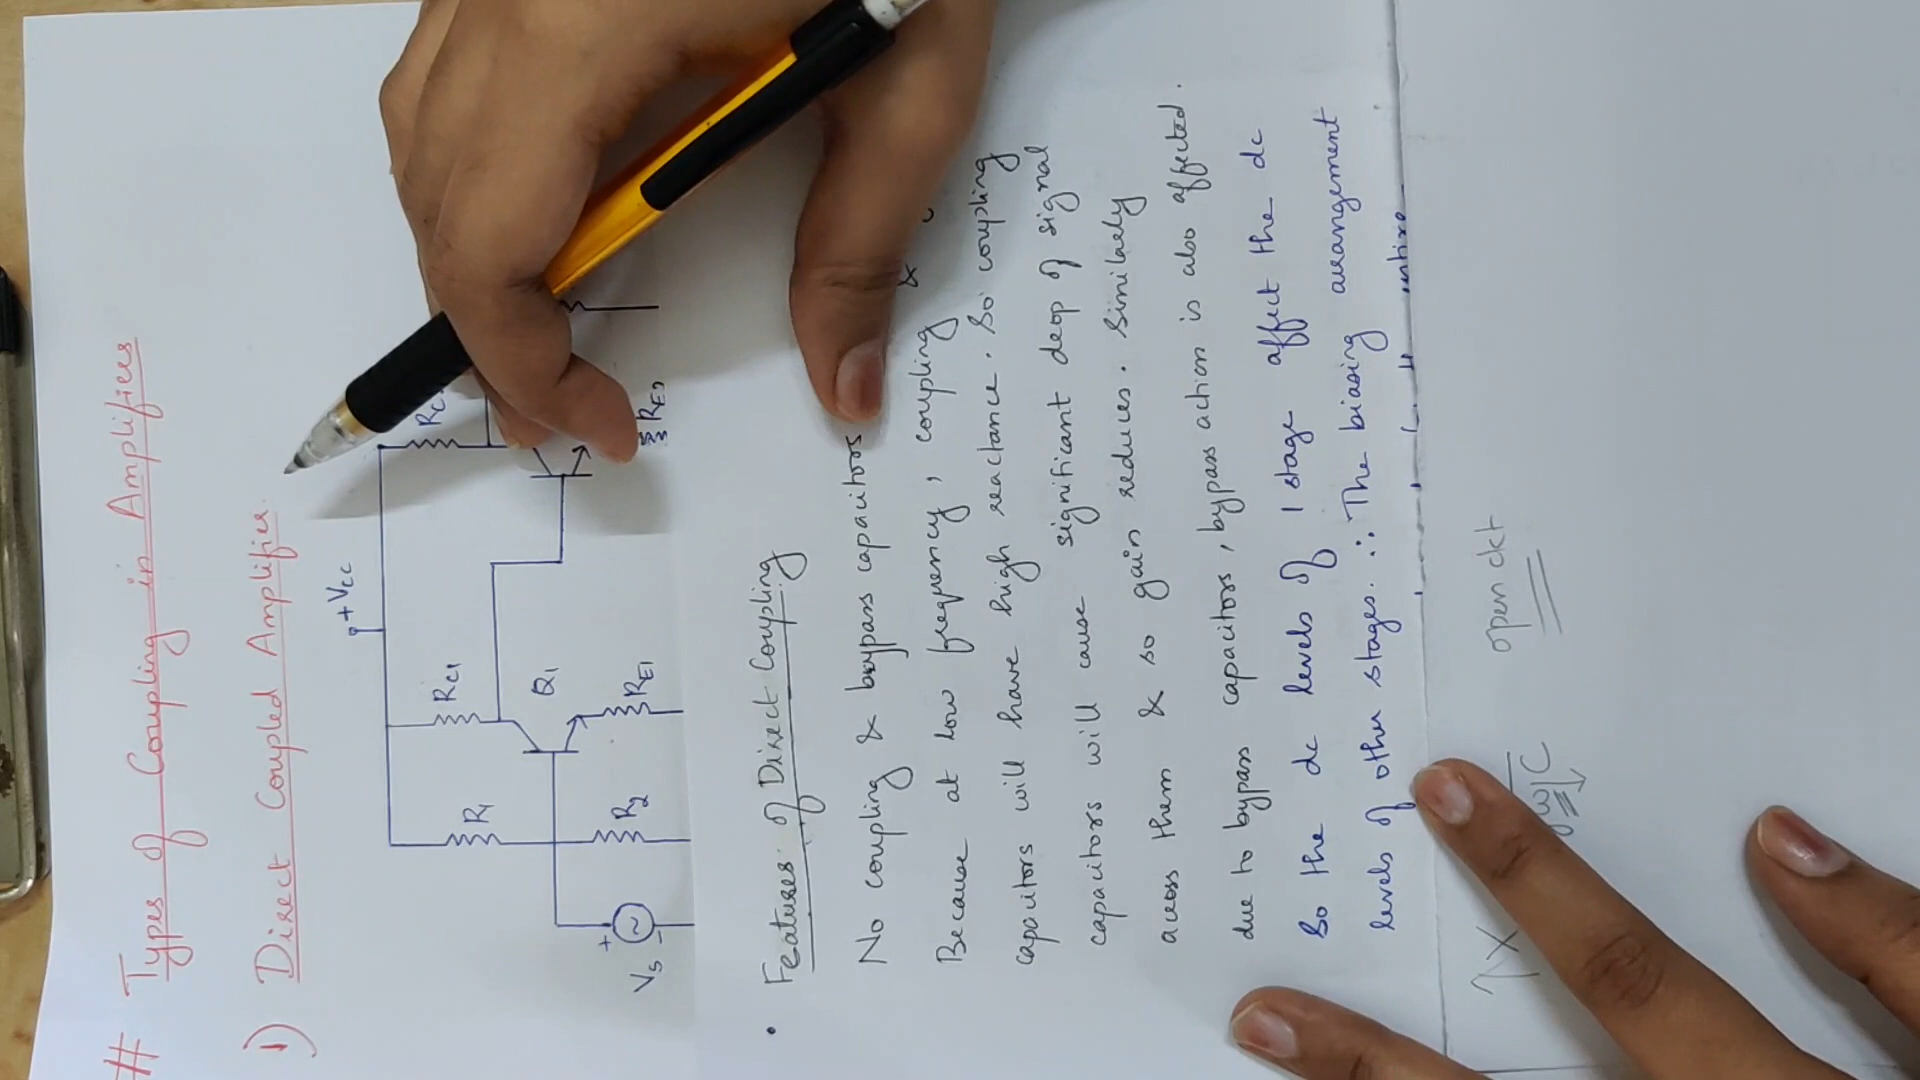 # Types of Coupling in Amplifiers
1) Direct Coupled Amplifier.
+Vcc
R1
RC1
RC
Q1
R2
RE1
RE2
+
Vs
-
• Features of Direct Coupling
No coupling & bypass capacitors
Because at low frequency, coupling &
capacitors will have high reactance. So coupling
capacitors will cause significant drop of signal
across them & so gain reduces. Similarly
due to bypass capacitors, bypass action is also affected.
So the dc levels of 1 stage affect the dc
levels of other stages. ∴ The biasing arrangement
↑X
ωC
open ckt